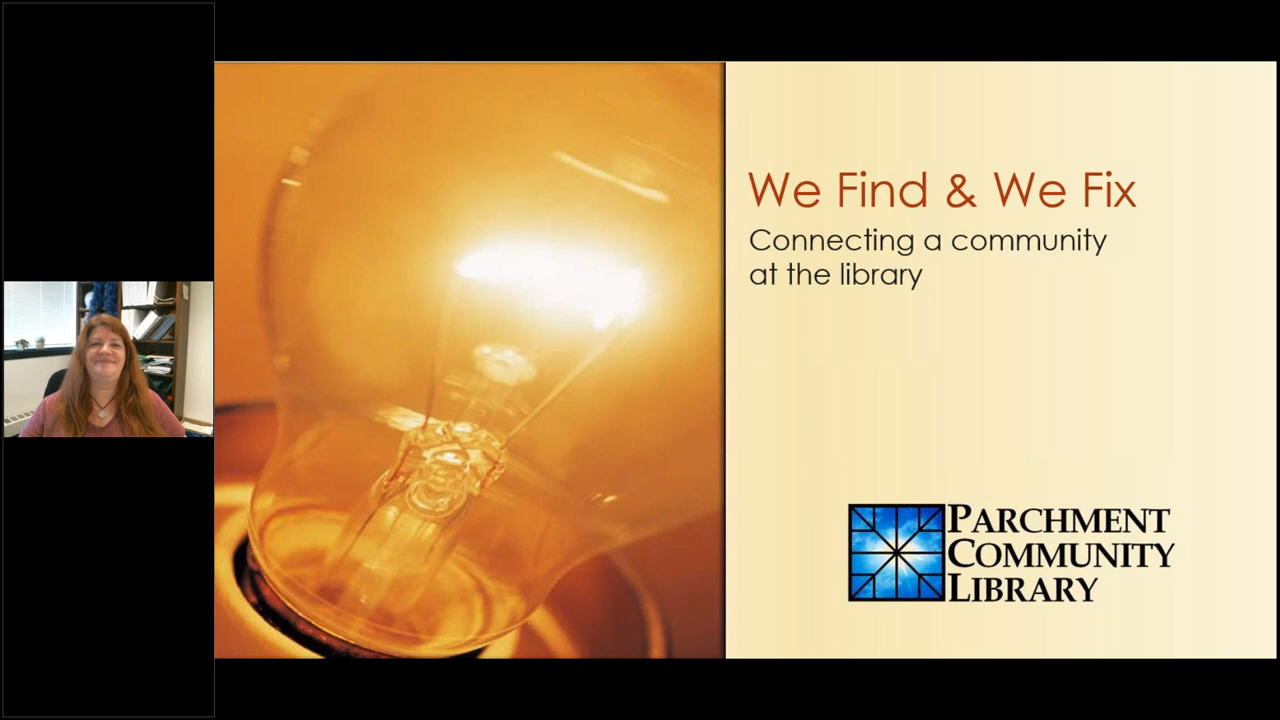 We Find & We Fix
Connecting a community
at the library
PARCHMENT
COMMUNITY
LIBRARY